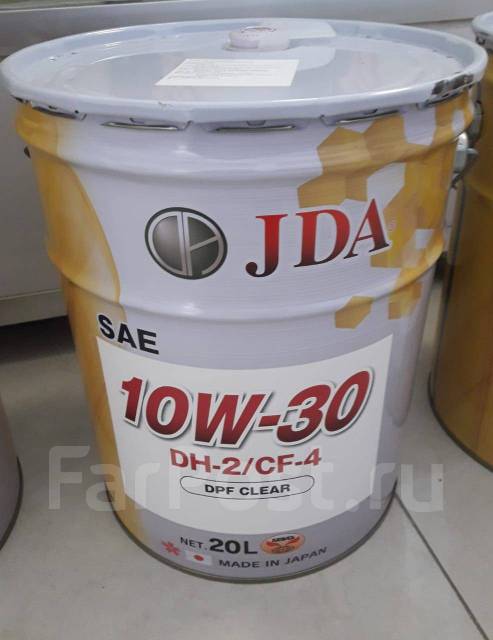 JDA
SAE
10W-30
DH-2/CF-4
DPF CLEAR
FarPost.ru
NET.20L
MADE IN JAPAN